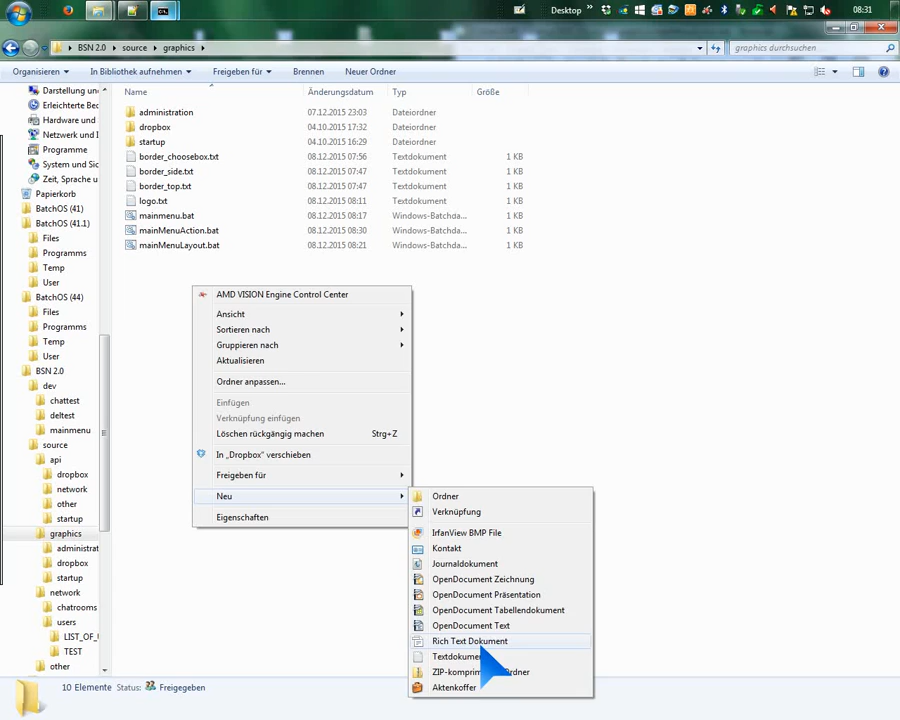 Desktop »
08:31
BSN 2.0 ▸ source ▸ graphics ▸
graphics durchsuchen
Organisieren
In Bibliothek aufnehmen
Freigeben für
Brennen
Neuer Ordner
Darstellung und
Erleichterte Bec
Hardware und
Netzwerk und I
Programme
System und Sic
Zeit, Sprache u
Papierkorb
BatchOS (41)
BatchOS (41.1)
Files
Programms
Temp
User
BatchOS (44)
Files
Programms
Temp
User
BSN 2.0
dev
chattest
deltest
mainmenu
source
api
dropbox
network
other
startup
graphics
administrat
dropbox
startup
network
chatrooms
users
LIST_OF_
TEST
other
Name Änderungsdatum Typ Größe
administration 07.12.2015 23:03 Dateiordner
dropbox 04.10.2015 17:32 Dateiordner
startup 04.10.2015 16:29 Dateiordner
border_choosebox.txt 08.12.2015 07:56 Textdokument 1 KB
border_side.txt 08.12.2015 07:47 Textdokument 1 KB
border_top.txt 08.12.2015 07:47 Textdokument 1 KB
logo.txt 08.12.2015 08:11 Textdokument 1 KB
mainmenu.bat 08.12.2015 08:17 Windows-Batchda... 1 KB
mainMenuAction.bat 08.12.2015 08:30 Windows-Batchda... 1 KB
mainMenuLayout.bat 08.12.2015 08:21 Windows-Batchda... 1 KB
AMD VISION Engine Control Center
Ansicht
Sortieren nach
Gruppieren nach
Aktualisieren
Ordner anpassen...
Einfügen
Verknüpfung einfügen
Löschen rückgängig machen Strg+Z
In „Dropbox“ verschieben
Freigeben für
Neu
Eigenschaften
Ordner
Verknüpfung
IrfanView BMP File
Kontakt
Journaldokument
OpenDocument Zeichnung
OpenDocument Präsentation
OpenDocument Tabellendokument
OpenDocument Text
Rich Text Dokument
Textdokume
ZIP-komprim Ordner
Aktenkoffer
10 Elemente Status: Freigegeben